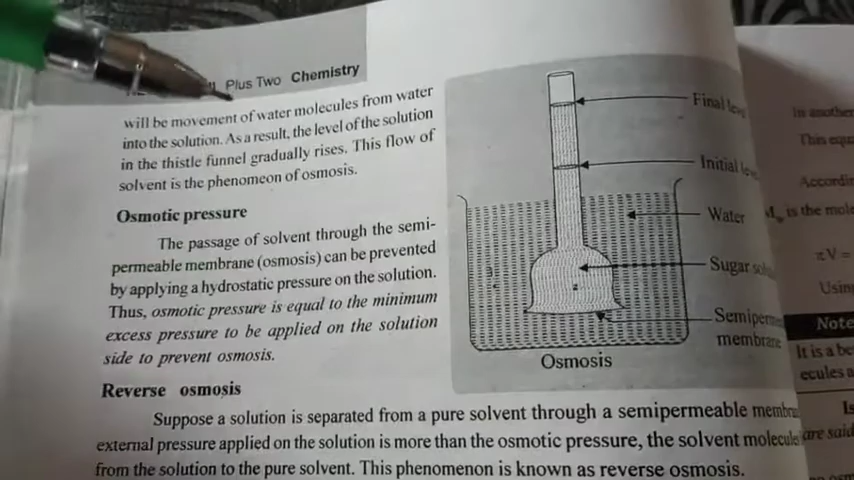 Plus Two Chemistry
will be movement of water molecules from water
into the solution. As a result, the level of the solution
in the thistle funnel gradually rises. This flow of
solvent is the phenomeon of osmosis.
Osmotic pressure
The passage of solvent through the semi-
permeable membrane (osmosis) can be prevented
by applying a hydrostatic pressure on the solution.
Thus, osmotic pressure is equal to the minimum
excess pressure to be applied on the solution
side to prevent osmosis.
Final
Initial
Water
Sugar
membrane
Osmosis
Reverse osmosis
Suppose a solution is separated from a pure solvent through a semipermeable
external pressure applied on the solution is more than the osmotic pressure, the solvent
from the solution to the pure solvent. This phenomenon is known as reverse osmosis.
In another
This
is the
πV =
Using
Note
It is a
are said